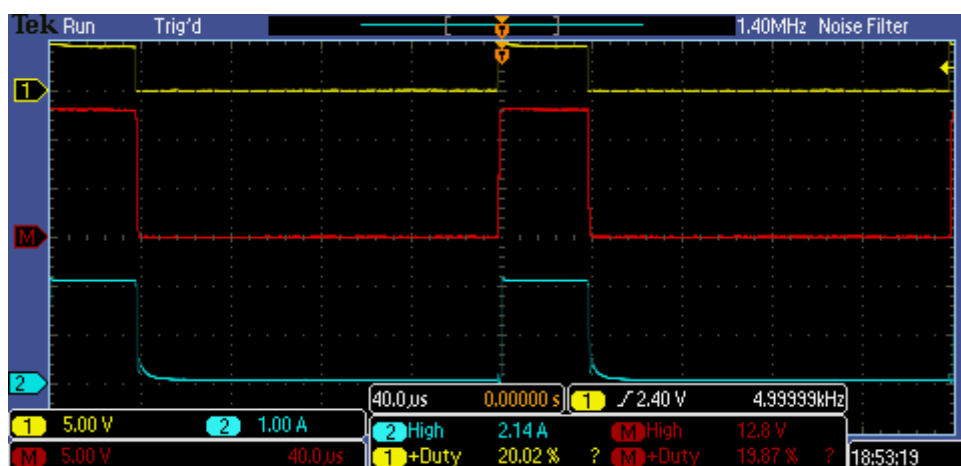 Tek Run Trig'd 1.40MHz Noise Filter
T
T
1
M
2
40.0µs 0.00000 s 1 2.40 V 4.99999kHz
1 5.00 V 2 1.00 A
2 High 2.14 A M High 12.8 V
M 5.00 V 40.0µs
1 +Duty 20.02 % ? M +Duty 19.87 % ?
18:53:19